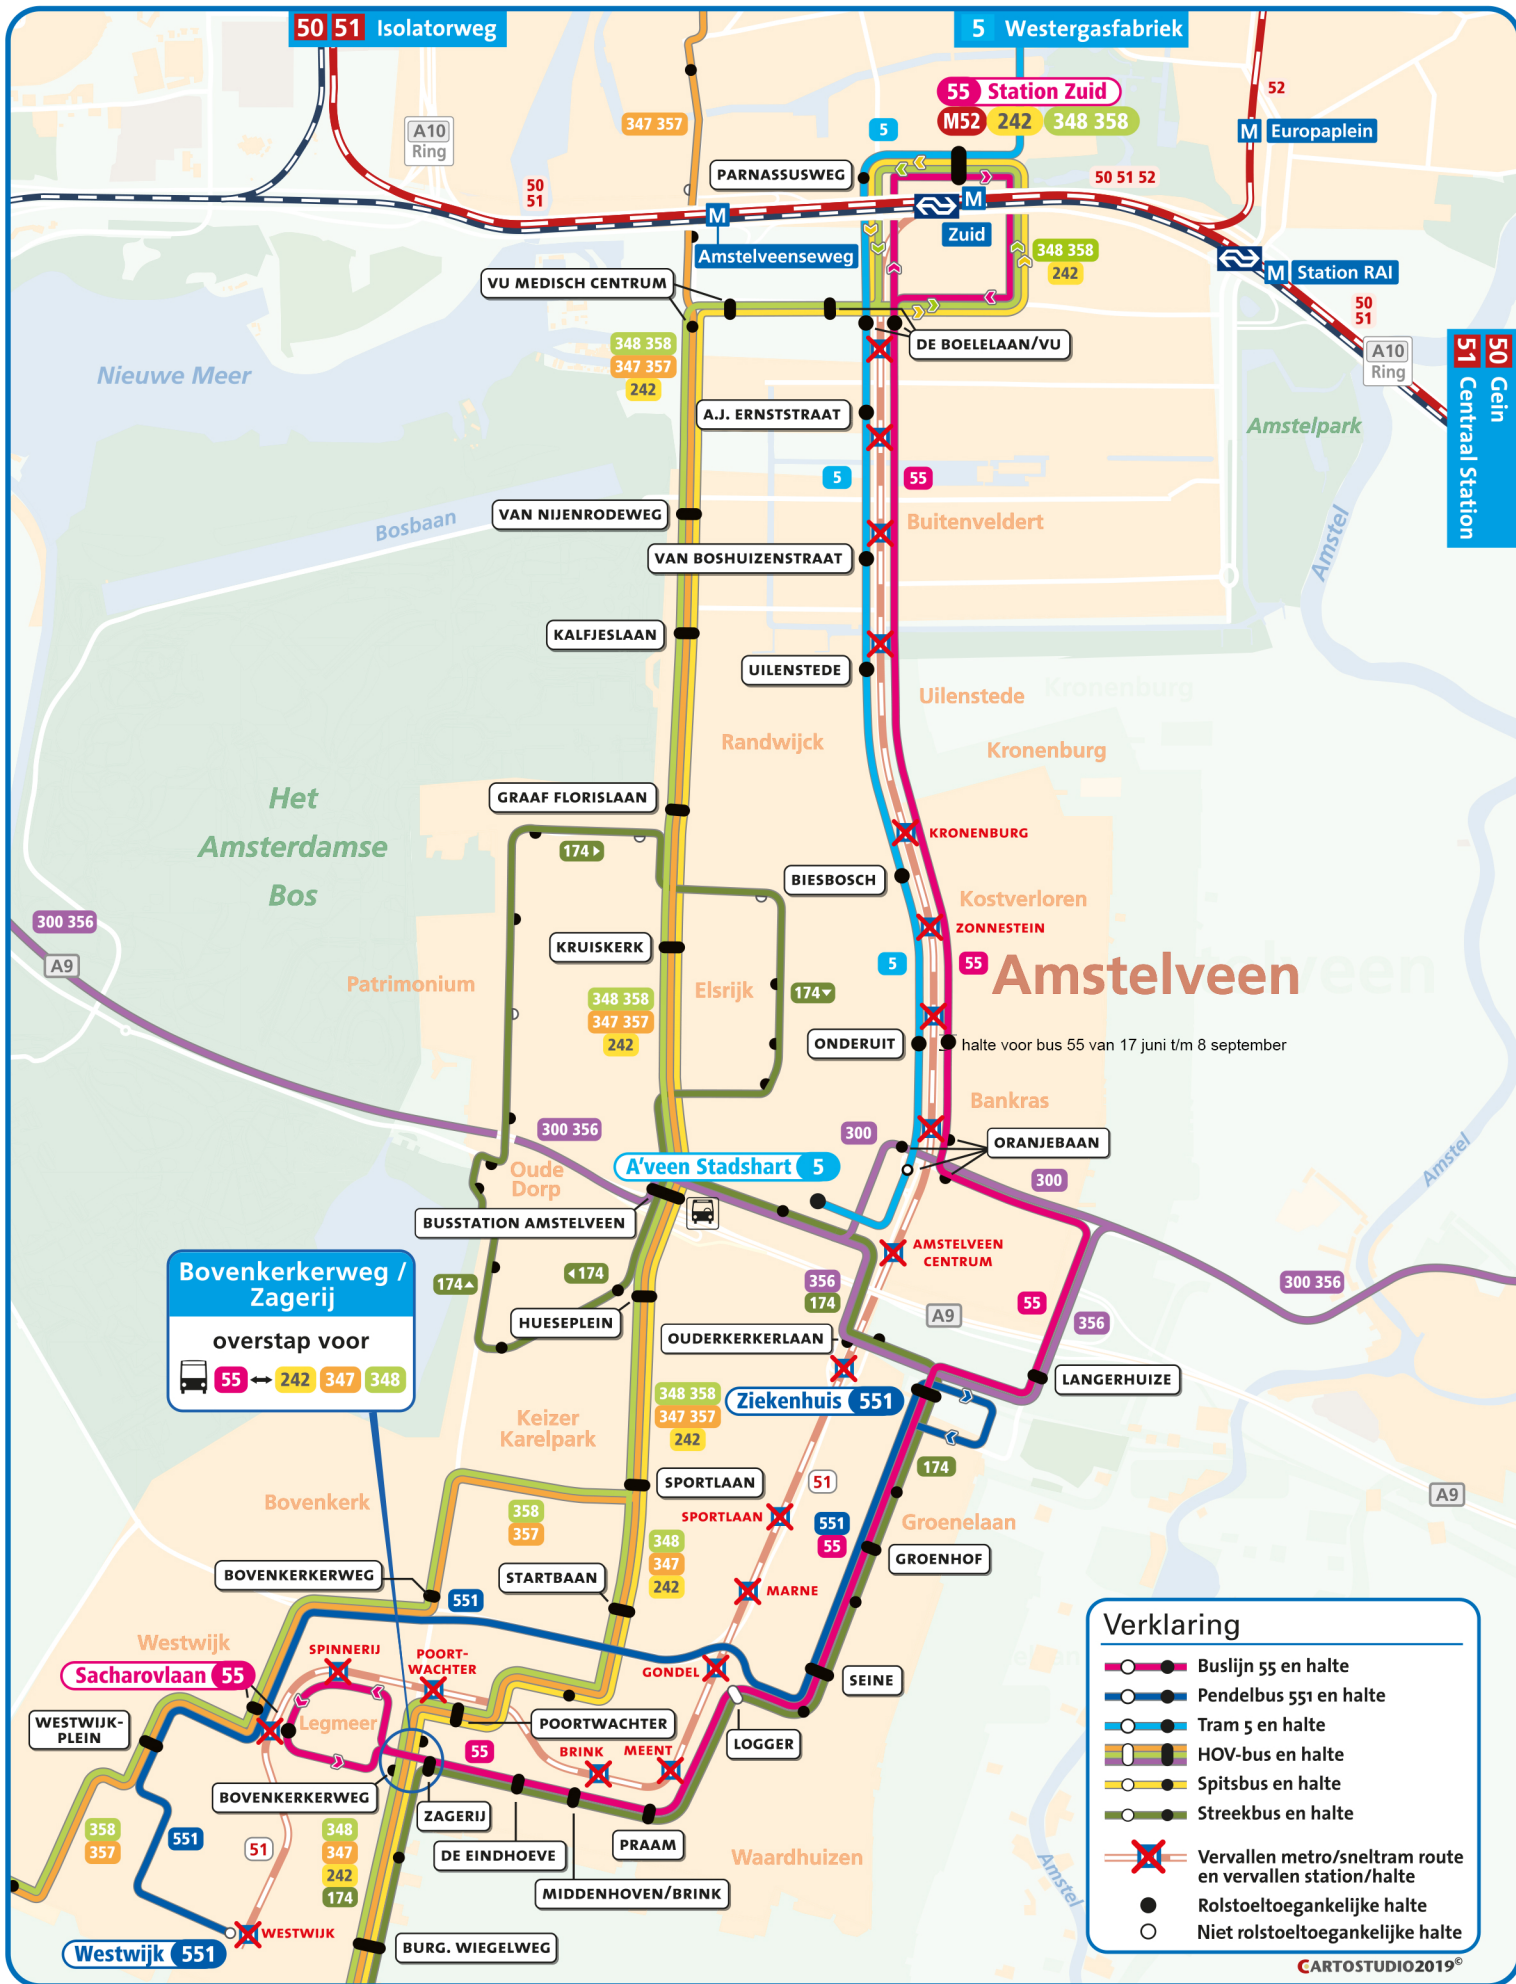 50 51 Isolatorweg
5 Westergasfabriek
55 Station Zuid
M52 242 348 358
52
A10
Ring
347 357
5
M Europaplein
PARNASSUSWEG
50 51 52
50
51
M
M
Zuid
Amstelveenseweg
348 358
242
M Station RAI
VU MEDISCH CENTRUM
50
51
348 358
347 357
242
DE BOELELAAN/VU
A10
Ring
50 Gein
51 Centraal Station
Nieuwe Meer
A.J. ERNSTSTRAAT
Amstelpark
5
55
VAN NIJENRODEWEG
Bosbaan
Buitenveldert
Amstel
VAN BOSHUIZENSTRAAT
KALFJESLAAN
UILENSTEDE
Uilenstede
Kronenburg
Randwijck
Kronenburg
Het
Amsterdamse
Bos
GRAAF FLORISLAAN
KRONENBURG
174
BIESBOSCH
Kostverloren
300 356
ZONNESTEIN
A9
KRUISKERK
5
55
Amstelveen
veen
Patrimonium
Elsrijk
174
348 358
347 357
242
ONDERUIT
halte voor bus 55 van 17 juni t/m 8 september
Bankras
300 356
300
ORANJEBAAN
Amstel
Oude
Dorp
A'veen Stadshart 5
300
BUSSTATION AMSTELVEEN
AMSTELVEEN
CENTRUM
Bovenkerkerweg /
Zagerij
overstap voor
55 242 347 348
174
174
356
174
300 356
55
A9
356
HUESEPLEIN
OUDERKERKERLAAN
LANGERHUIZE
348 358
347 357
242
Ziekenhuis 551
Keizer
Karelpark
174
SPORTLAAN
51
A9
Bovenkerk
358
357
SPORTLAAN
551
55
Groenelaan
348
347
242
GROENHOF
BOVENKERKERWEG
STARTBAAN
551
MARNE
Westwijk
SPINNERIJ
POORT-
WACHTER
GONDEL
Sacharovlaan 55
SEINE
WESTWIJK-
PLEIN
Legmeer
POORTWACHTER
LOGGER
55
BRINK
MEENT
BOVENKERKERWEG
ZAGERIJ
358
357
551
51
348
347
242
174
DE EINDHOEVE
PRAAM
Waardhuizen
MIDDENHOVEN/BRINK
Amstel
WESTWIJK
Westwijk 551
BURG. WIEGELWEG
Verklaring
Buslijn 55 en halte
Pendelbus 551 en halte
Tram 5 en halte
HOV-bus en halte
Spitsbus en halte
Streekbus en halte
Vervallen metro/sneltram route
en vervallen station/halte
Rolstoeltoegankelijke halte
Niet rolstoeltoegankelijke halte
CARTOSTUDIO2019©